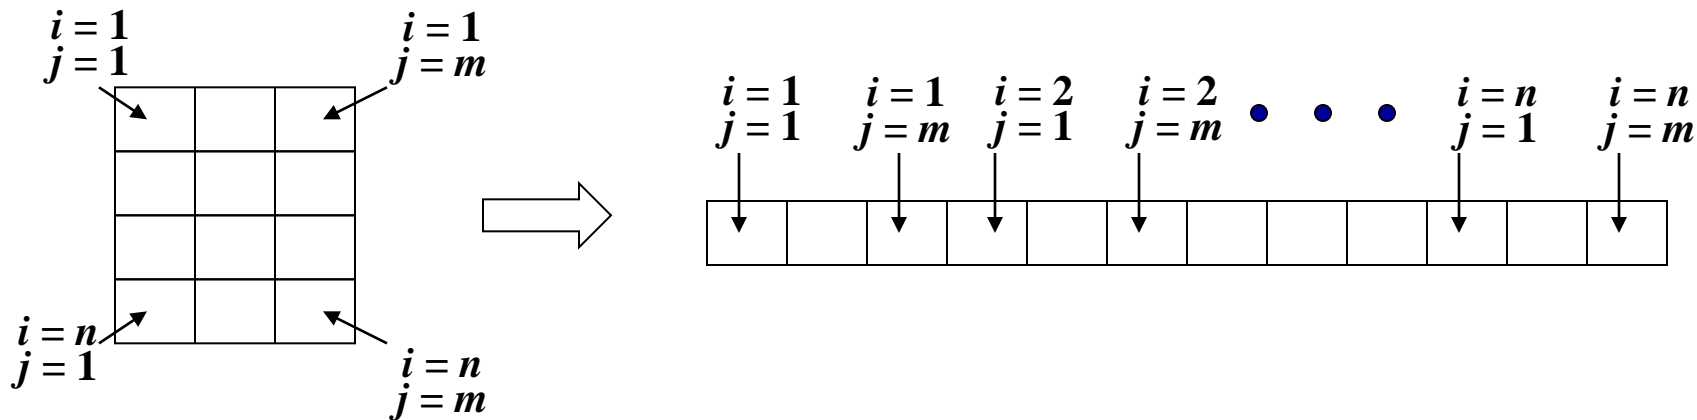 i = 1
j = 1
i = 1
j = m
i = n
j = 1
i = n
j = m
i = 1
j = 1
i = 1
j = m
i = 2
j = 1
i = 2
j = m
i = n
j = 1
i = n
j = m